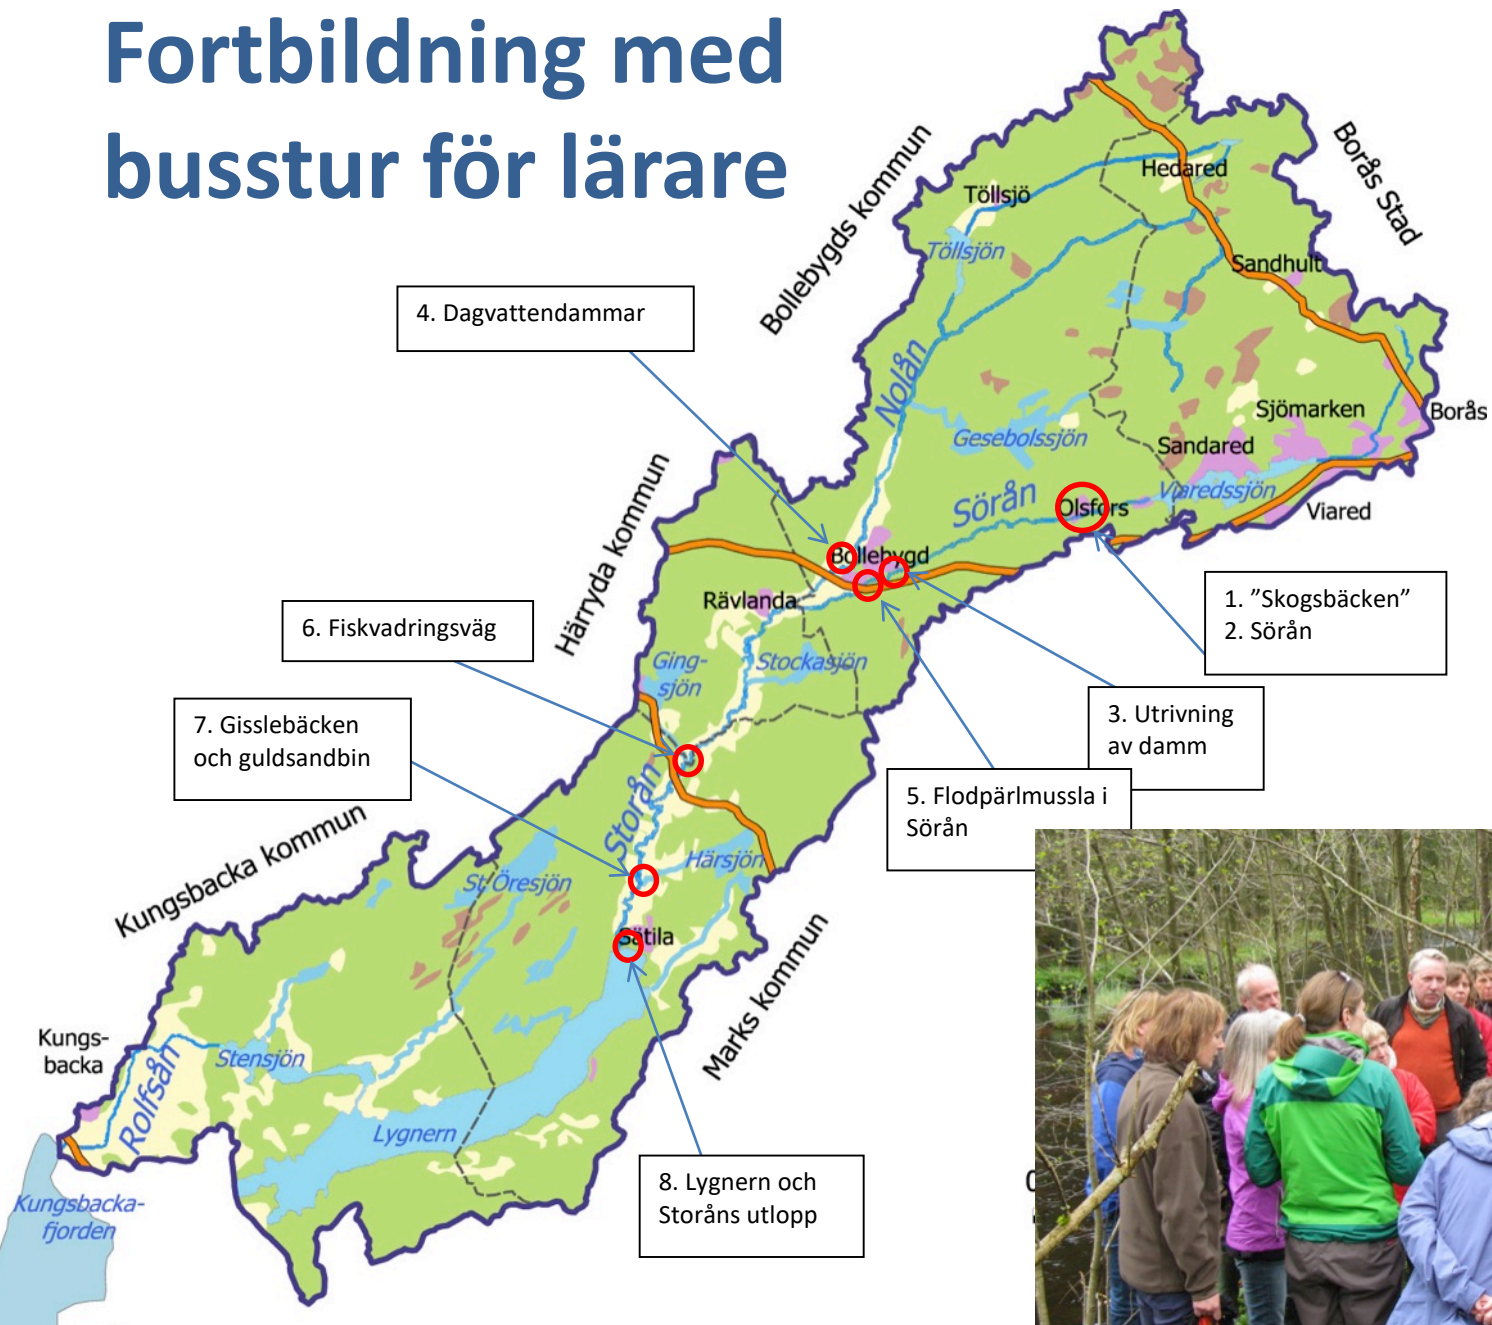 Fortbildning med
busstur för lärare
Bollebygds kommun
Borås Stad
Hedared
Töllsjö
Töllsjön
Sandhult
4. Dagvattendammar
Nolån
Sjömarken
Borås
Gesebolssjön
Sandared
Härryda kommun
Sörån
Viaredssjön
Olsfors
Viared
Bollebygd
Rävlanda
1. ”Skogsbäcken”
2. Sörån
6. Fiskvadringsväg
Ging-
sjön
Stockasjön
7. Gisslebäcken
och guldsandbin
3. Utrivning
av damm
Storån
5. Flodpärlmussla i
Sörån
Kungsbacka kommun
Härsjön
St Öresjön
Sätila
Marks kommun
Kungs-
backa
Stensjön
Rolfsån
Lygnern
8. Lygnern och
Storåns utlopp
Kungsbacka-
fjorden